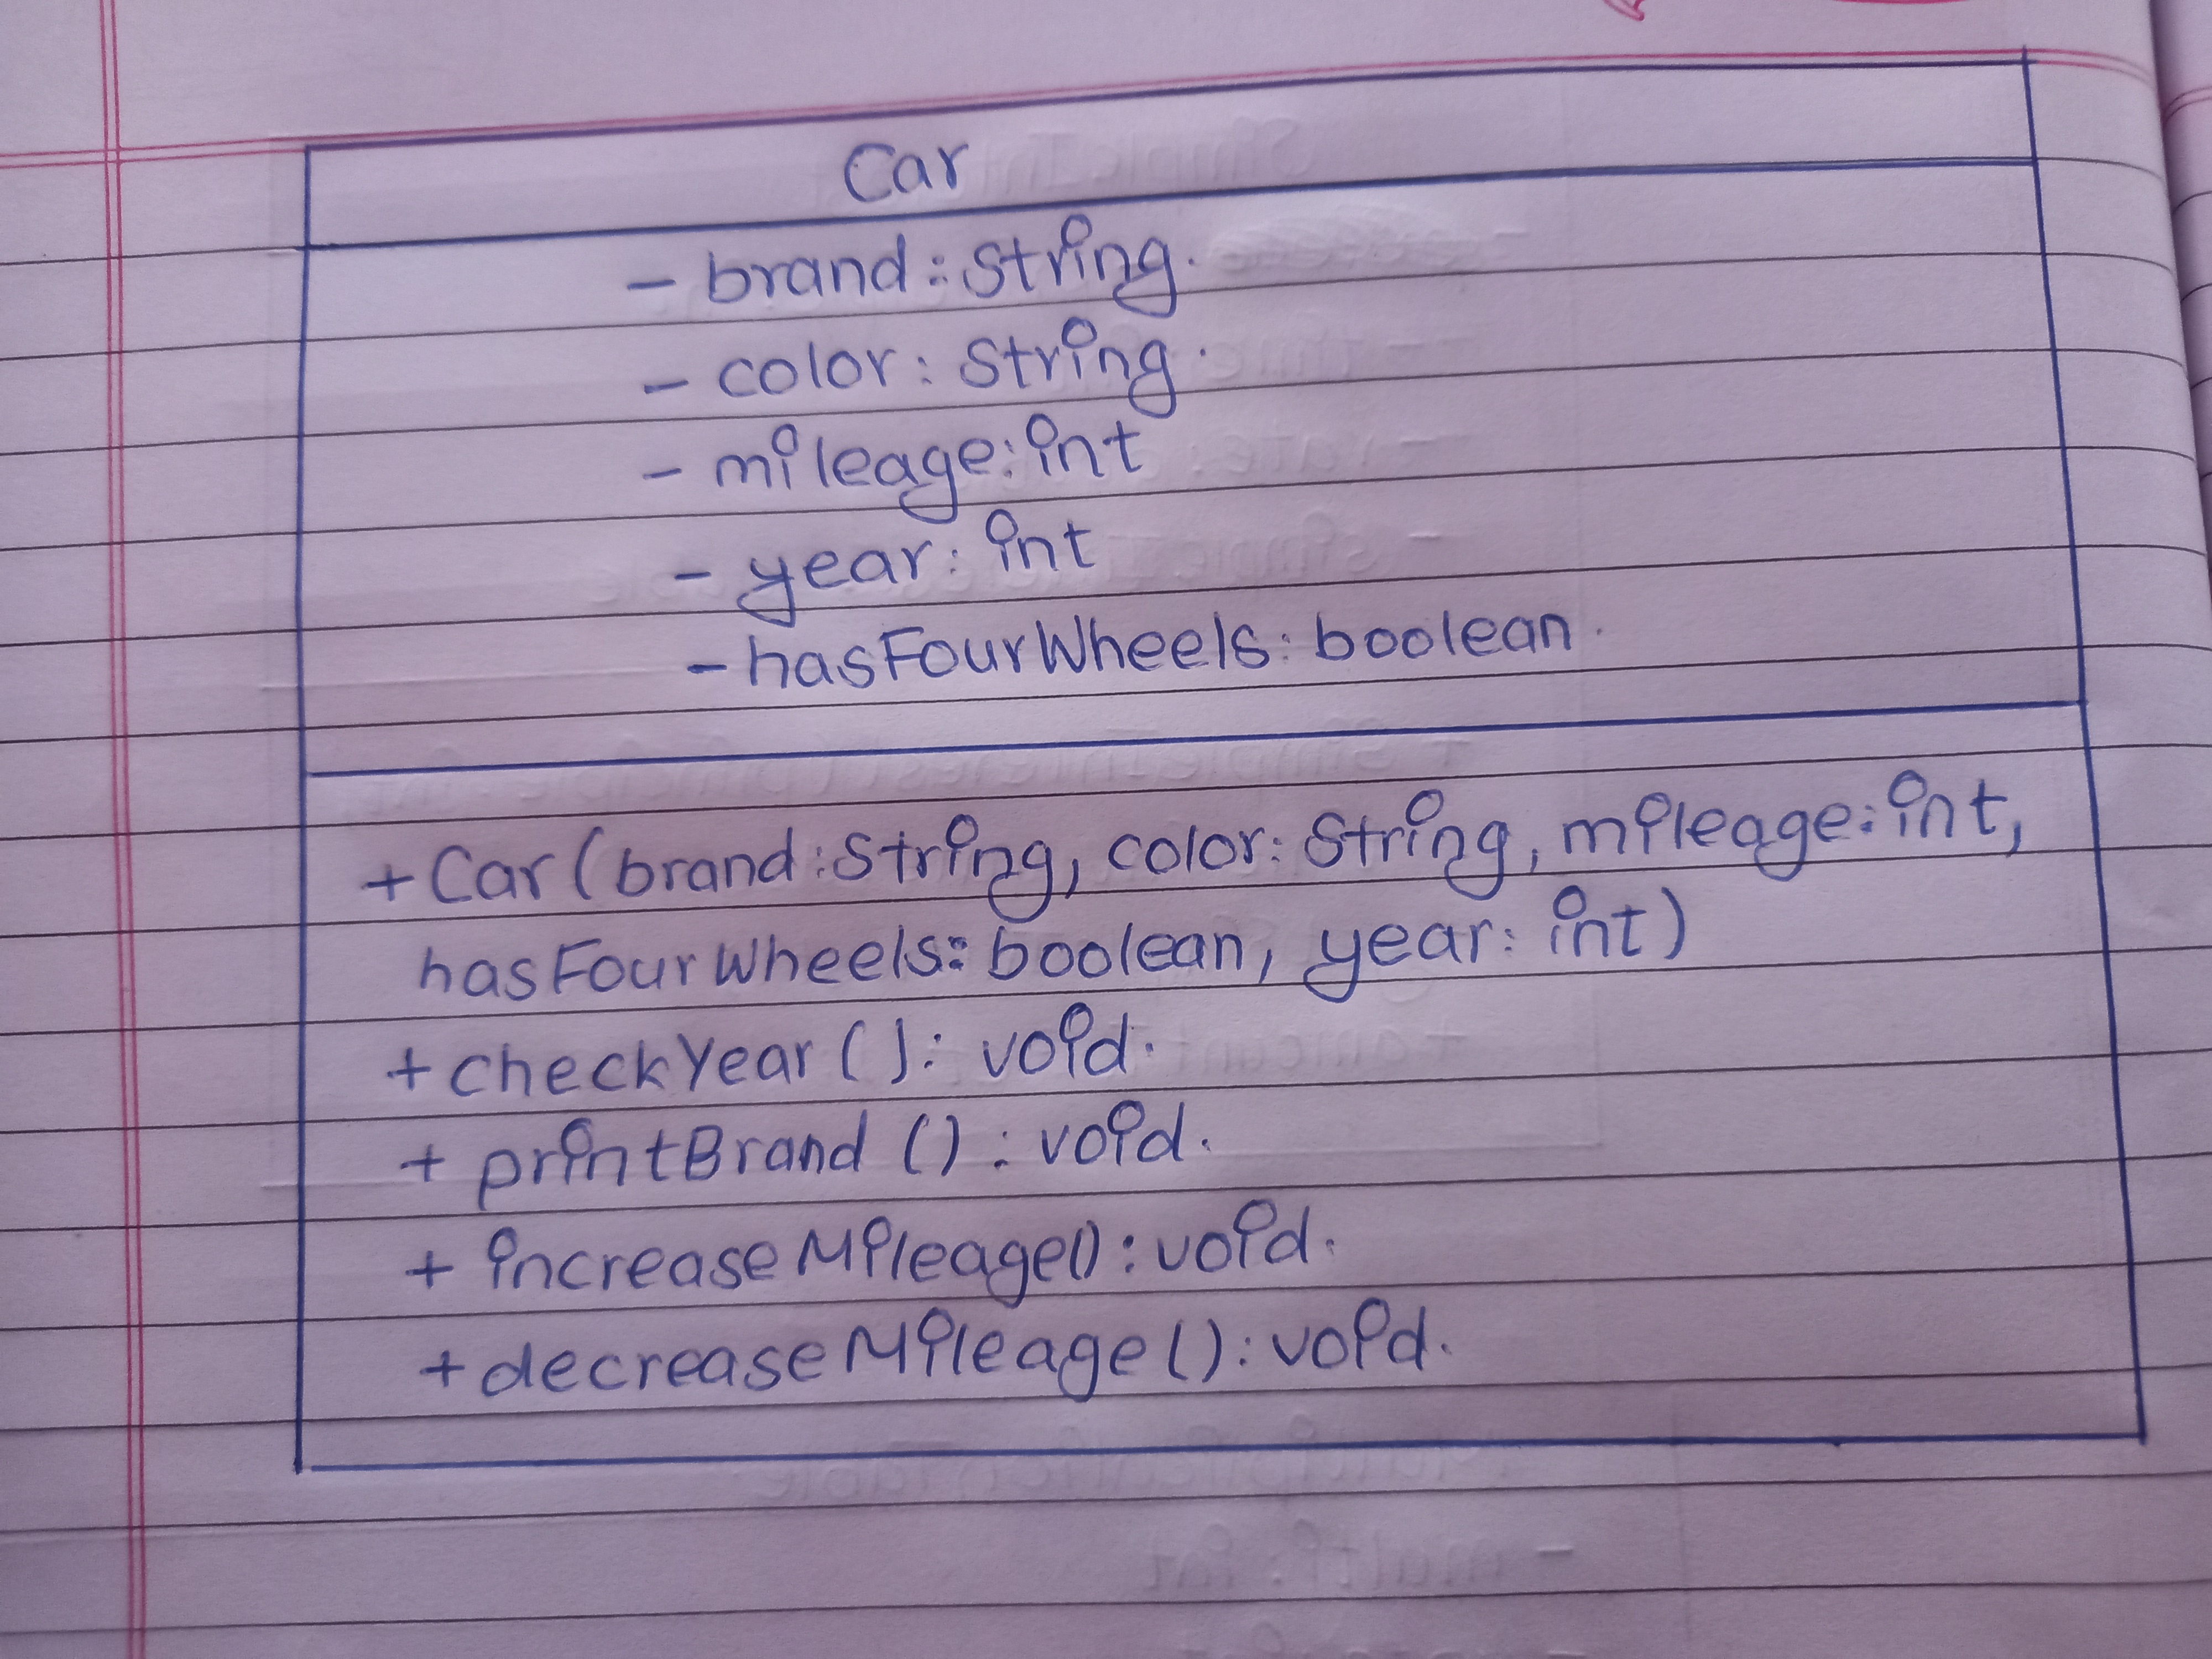 Car
- brand: String.
- color: String.
- mileage: int
- year: int
- hasFourWheels: boolean.
+ Car (brand: String, color: String, mileage: int,
hasFourWheels: boolean, year: int)
+ checkYear (): void.
+ printBrand () : void.
+ increaseMileage() : void.
+ decreaseMileage (): void.